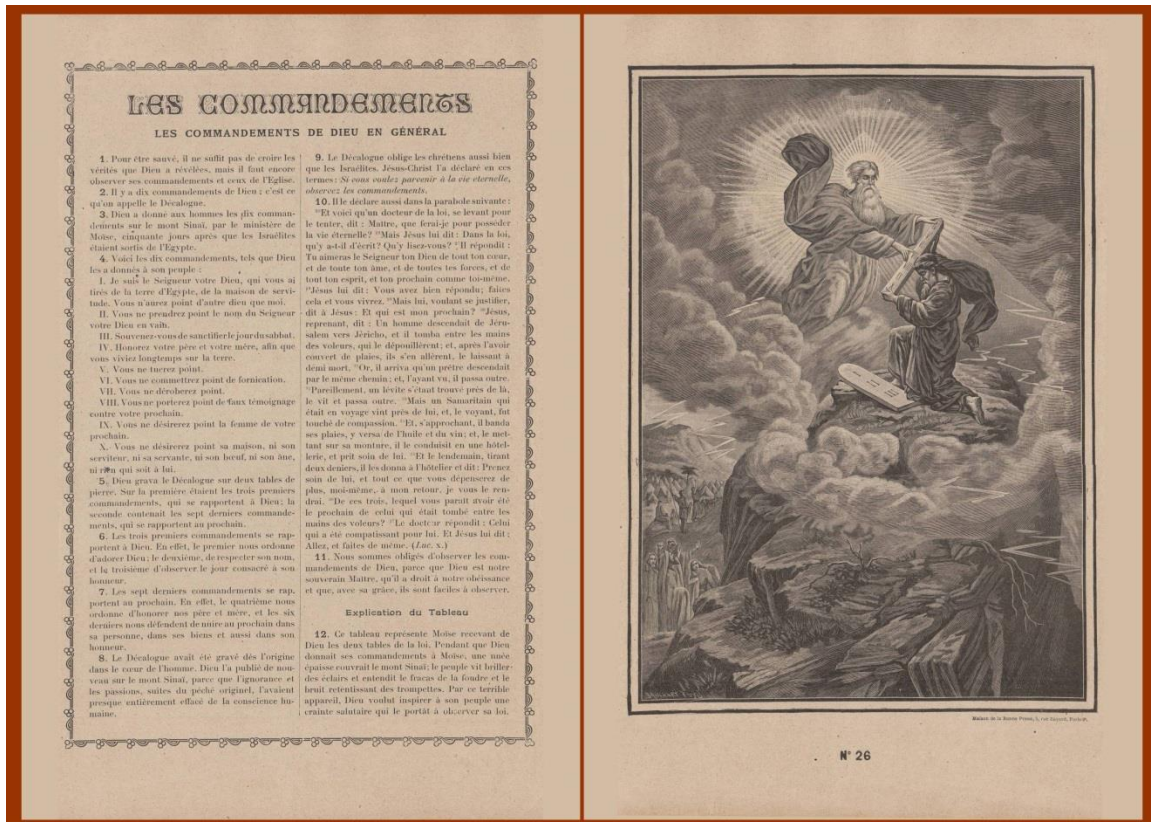 LES COMMANDEMENTS
LES COMMANDEMENTS DE DIEU EN GÉNÉRAL
1. Pour être sauvé, il ne suffit pas de croire les
vérités que Dieu a révélées, mais il faut encore
observer ses commandements et ceux de l'Eglise.
2. Il y a dix commandements de Dieu ; c'est ce
qu'on appelle le Décalogue.
3. Dieu a donné aux hommes les dix comman-
dements sur le mont Sinaï, par le ministère de
Moïse, cinquante jours après que les Israélites
étaient sortis de l'Egypte.
4. Voici les dix commandements, tels que Dieu
les a donnés à son peuple :
I. Je suis le Seigneur votre Dieu, qui vous ai
tirés de la terre d'Egypte, de la maison de servi-
tude. Vous n'aurez point d'autre dieu que moi.
II. Vous ne prendrez point le nom du Seigneur
votre Dieu en vain.
III. Souvenez-vous de sanctifier le jour du sabbat.
IV. Honorez votre père et votre mère, afin que
vous viviez longtemps sur la terre.
V. Vous ne tuerez point.
VI. Vous ne commettrez point de fornication.
VII. Vous ne déroberez point.
VIII. Vous ne porterez point de faux témoignage
contre votre prochain.
IX. Vous ne désirerez point la femme de votre
prochain.
X. Vous ne désirerez point sa maison, ni son
serviteur, ni sa servante, ni son bœuf, ni son âne,
ni rien qui soit à lui.
5. Dieu grava le Décalogue sur deux tables de
pierre. Sur la première étaient les trois premiers
commandements, qui se rapportent à Dieu; la
seconde contenait les sept derniers commande-
ments, qui se rapportent au prochain.
6. Les trois premiers commandements se rap-
portent à Dieu. En effet, le premier nous ordonne
d'adorer Dieu; le deuxième, de respecter son nom,
et le troisième d'observer le jour consacré à son
honneur.
7. Les sept derniers commandements se rap-
portent au prochain. En effet, le quatrième nous
ordonne d'honorer nos père et mère, et les six
derniers nous défendent de nuire au prochain dans
sa personne, dans ses biens et aussi dans son
honneur.
8. Le Décalogue avait été gravé dès l'origine
dans le cœur de l'homme. Dieu l'a publié de nou-
veau sur le mont Sinaï, parce que l'ignorance et
les passions, suites du péché originel, l'avaient
presque entièrement effacé de la conscience hu-
maine.
9. Le Décalogue oblige les chrétiens aussi bien
que les Israélites. Jésus-Christ l'a déclaré en ces
termes : Si vous voulez parvenir à la vie éternelle,
observez les commandements.
10. Il le déclare aussi dans la parabole suivante :
"Et voici qu'un docteur de la loi, se levant pour
le tenter, dit : Maître, que ferai-je pour posséder
la vie éternelle? Mais Jésus lui dit : Dans la loi,
qu'y a-t-il d'écrit? Qu'y lisez-vous? Il répondit :
Tu aimeras le Seigneur ton Dieu de tout ton cœur,
et de toute ton âme, et de toutes tes forces, et de
tout ton esprit, et ton prochain comme toi-même.
Jésus lui dit : Vous avez bien répondu; faites
cela et vous vivrez. Mais lui, voulant se justifier,
dit à Jésus : Et qui est mon prochain? Jésus,
reprenant, dit : Un homme descendait de Jéru-
salem vers Jéricho, et il tomba entre les mains
des voleurs, qui le dépouillèrent; et, après l'avoir
couvert de plaies, ils s'en allèrent, le laissant à
demi mort. Or, il arriva qu'un prêtre descendait
par le même chemin; et, l'ayant vu, il passa outre.
Pareillement, un lévite s'étant trouvé près de là,
le vit et passa outre. Mais un Samaritain qui
était en voyage vint près de lui, et, le voyant, fut
touché de compassion. Et, s'approchant, il banda
ses plaies, y versa de l'huile et du vin; et, le met-
tant sur sa monture, il le conduisit en une hôtel-
lerie, et prit soin de lui. Et le lendemain, tirant
deux deniers, il les donna à l'hôtelier et dit : Prenez
soin de lui, et tout ce que vous dépenserez de
plus, moi-même, à mon retour, je vous le ren-
drai. De ces trois, lequel vous paraît avoir été
le prochain de celui qui était tombé entre les
mains des voleurs? Le docteur répondit : Celui
qui a été compatissant pour lui. Et Jésus lui dit :
Allez, et faites de même. (Luc. x.)
11. Nous sommes obligés d'observer les com-
mandements de Dieu, parce que Dieu est notre
souverain Maître, qu'il a droit à notre obéissance
et que, avec sa grâce, ils sont faciles à observer.
Explication du Tableau
12. Ce tableau représente Moïse recevant de
Dieu les deux tables de la loi. Pendant que Dieu
donnait ses commandements à Moïse, une nuée
épaisse couvrait le mont Sinaï; le peuple vit briller
des éclairs et entendit le fracas de la foudre et le
bruit retentissant des trompettes. Par ce terrible
appareil, Dieu voulut inspirer à son peuple une
crainte salutaire qui le portât à observer sa loi.
Maison de la Bonne Presse, 5, rue Bayard, Paris-8e.
N° 26